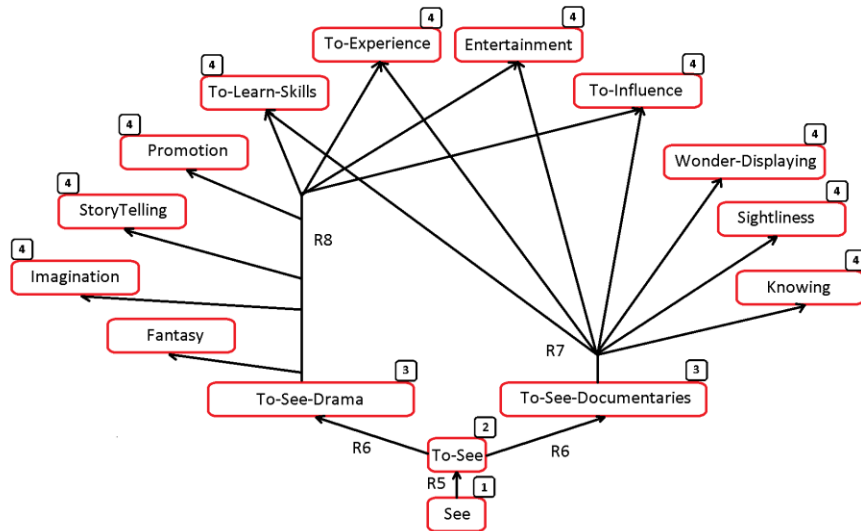 4
To-Experience
4
Entertainment
4
To-Learn-Skills
4
To-Influence
4
Promotion
4
Wonder-Displaying
4
StoryTelling
4
Sightliness
R8
4
Imagination
4
Knowing
Fantasy
R7
3
To-See-Drama
3
To-See-Documentaries
2
To-See
R6
R6
R5
1
See